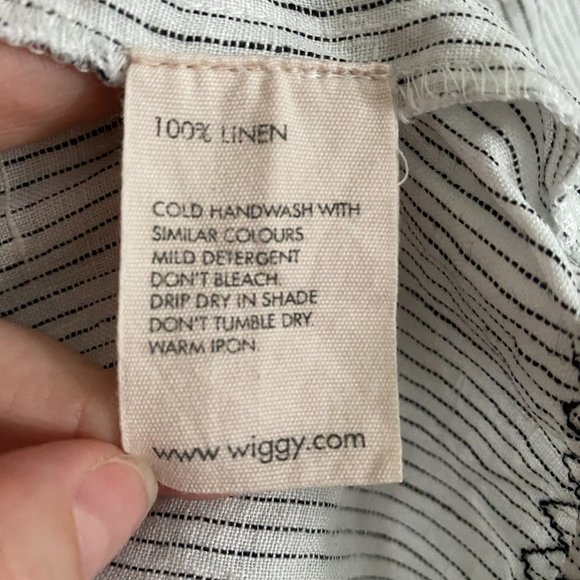 100% LINEN
COLD HANDWASH WITH
SIMILAR COLOURS
MILD DETERGENT
DON'T BLEACH.
DRIP DRY IN SHADE
DON'T TUMBLE DRY.
WARM IRON.
www.wiggy.com